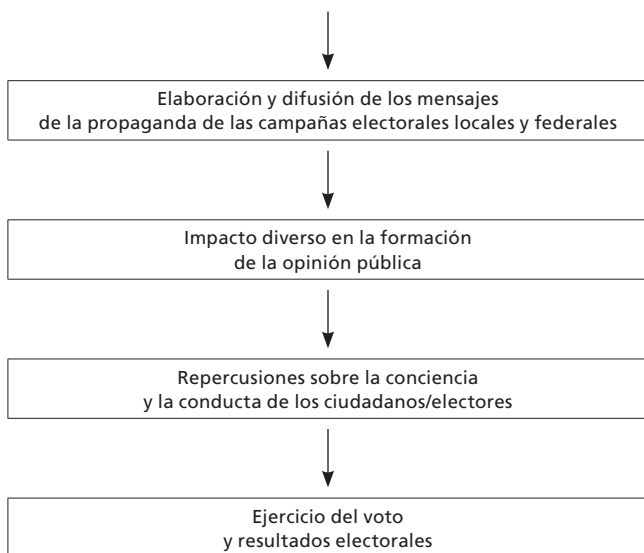 Elaboración y difusión de los mensajes
de la propaganda de las campañas electorales locales y federales
Impacto diverso en la formación
de la opinión pública
Repercusiones sobre la conciencia
y la conducta de los ciudadanos/electores
Ejercicio del voto
y resultados electorales